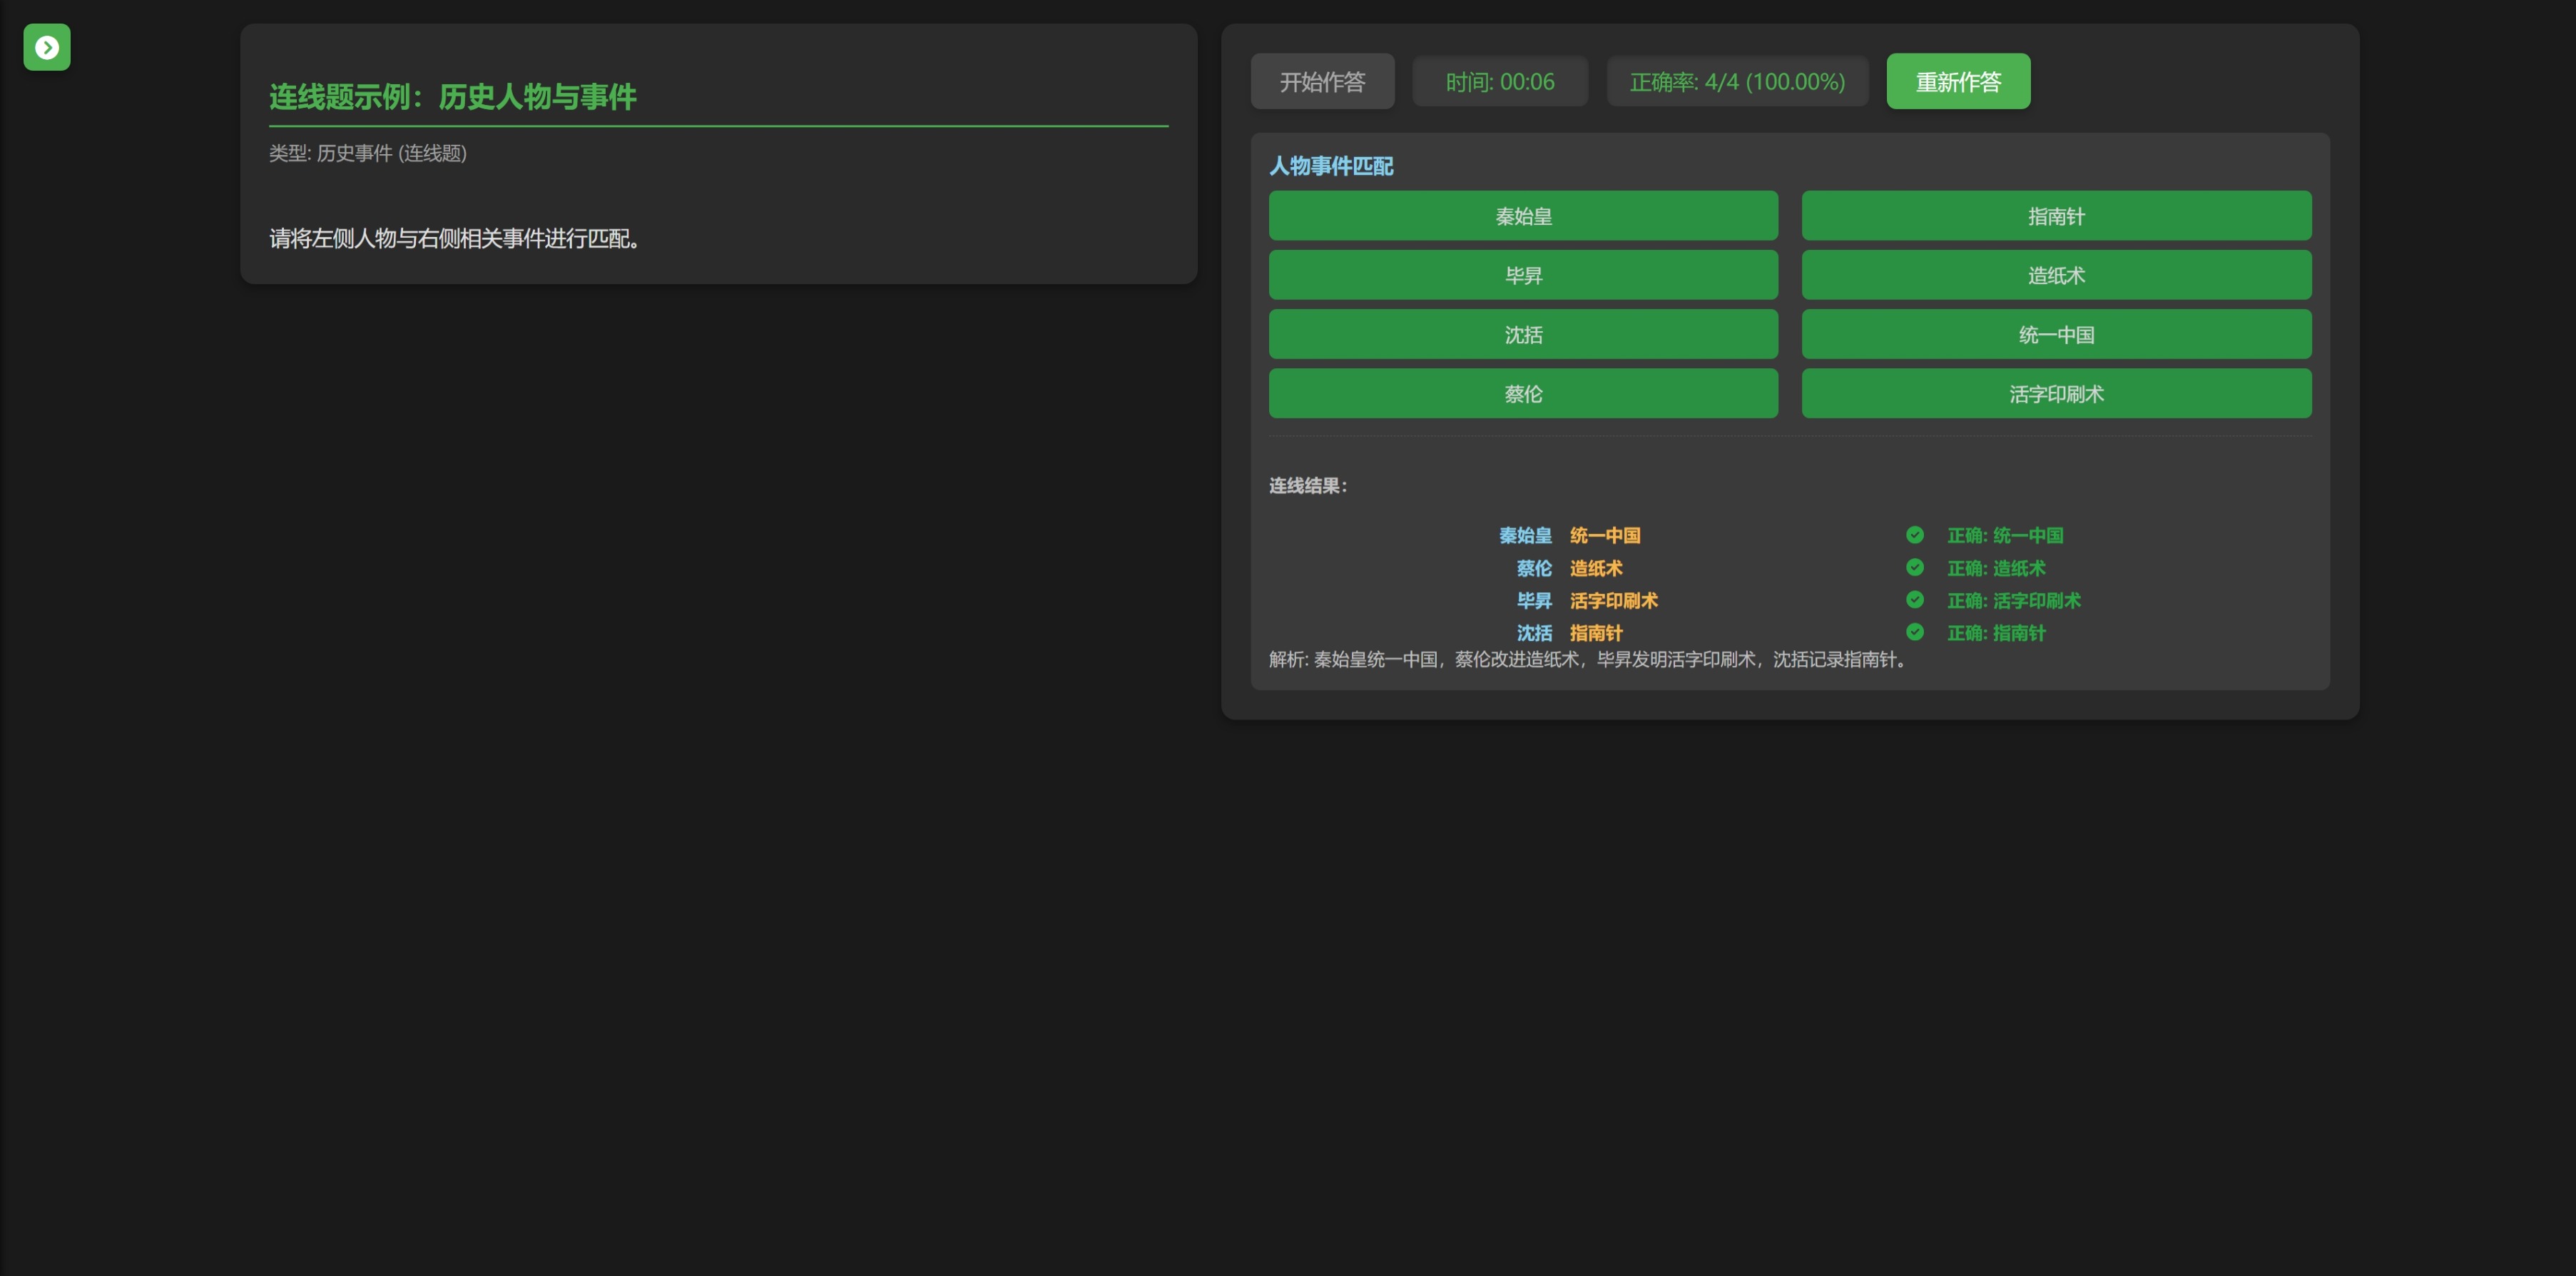 连线题示例：历史人物与事件
类型: 历史事件 (连线题)
请将左侧人物与右侧相关事件进行匹配。
开始作答 时间: 00:06 正确率: 4/4 (100.00%) 重新作答
人物事件匹配
秦始皇 指南针
毕昇 造纸术
沈括 统一中国
蔡伦 活字印刷术
连线结果：
秦始皇 统一中国 正确: 统一中国
蔡伦 造纸术 正确: 造纸术
毕昇 活字印刷术 正确: 活字印刷术
沈括 指南针 正确: 指南针
解析: 秦始皇统一中国，蔡伦改进造纸术，毕昇发明活字印刷术，沈括记录指南针。